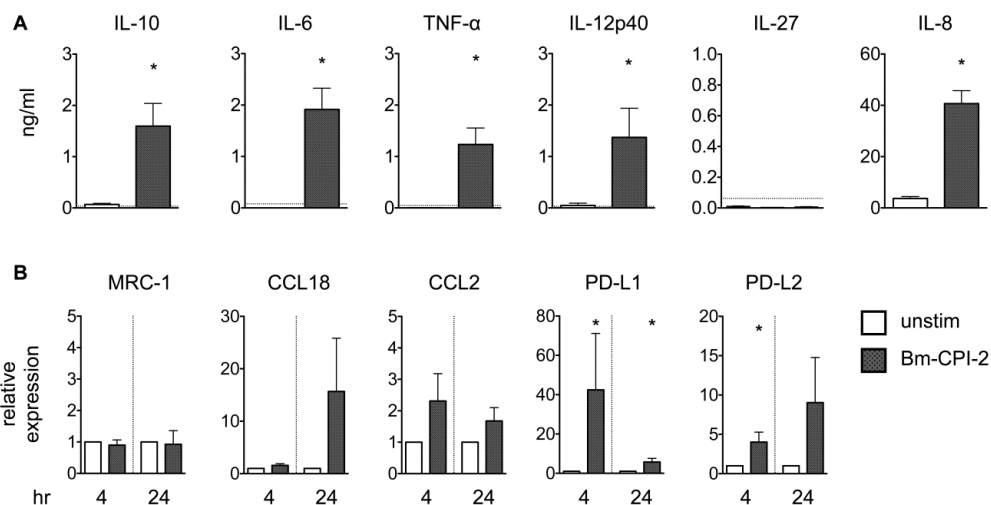 A
IL-10 IL-6 TNF-α IL-12p40 IL-27 IL-8
ng/ml
3 3 3 3 1.0 60
0.8
2 2 2 2 40
0.6
0.4
1 1 1 1 20
0.2
0 0 0 0 0.0 0
* * * * *
B
MRC-1 CCL18 CCL2 PD-L1 PD-L2
relative
expression
5 30 5 80 20
4 4 60 15
3 20 3
2 2 40 10
1 10 1 20 5
0 0 0 0 0
* * *
unstim
Bm-CPI-2
hr 4 24 4 24 4 24 4 24 4 24